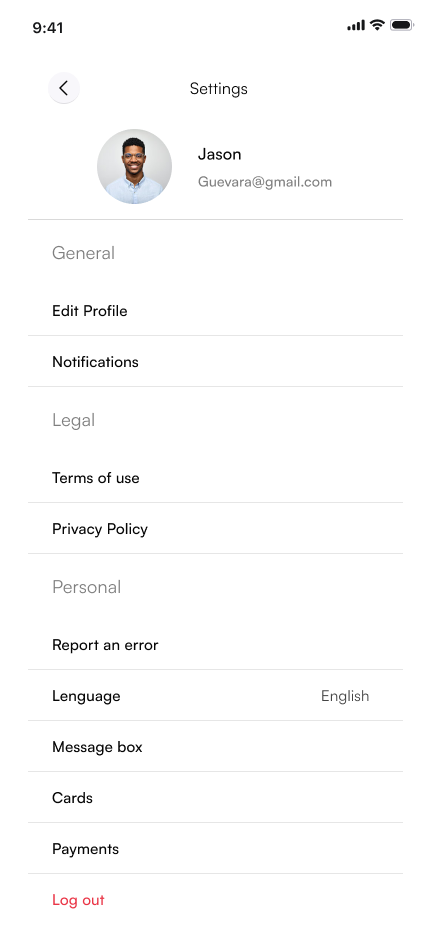 9:41
Settings
Jason
Guevara@gmail.com
General
Edit Profile
Notifications
Legal
Terms of use
Privacy Policy
Personal
Report an error
Lenguage English
Message box
Cards
Payments
Log out